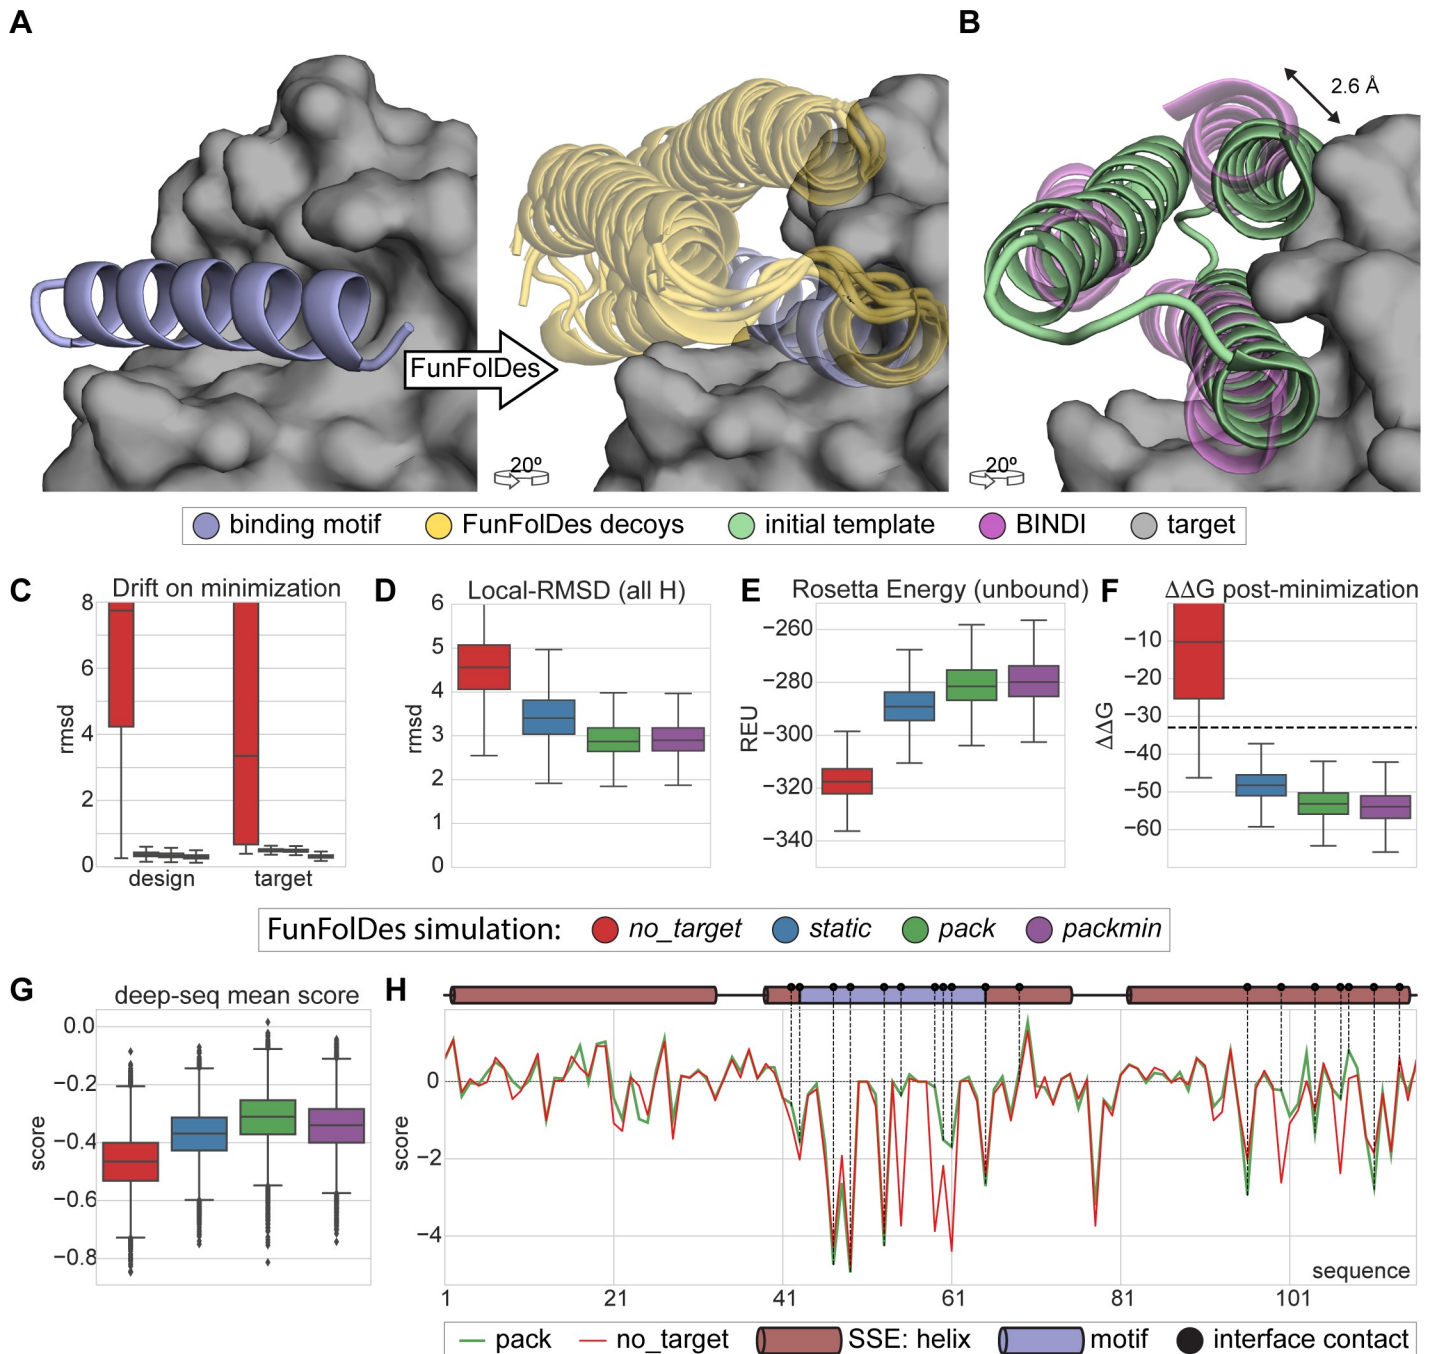 A
B
2.6 Å
FunFolDes
20º
20º
binding motif
FunFolDes decoys
initial template
BINDI
target
C
Drift on minimization
8
6
4
2
0
rmsd
design
target
D
Local-RMSD (all H)
6
5
4
3
2
1
0
rmsd
E
Rosetta Energy (unbound)
−260
−280
−300
−320
−340
REU
F
ΔΔG post-minimization
−10
−20
−30
−40
−50
−60
ΔΔG
FunFolDes simulation:
no_target
static
pack
packmin
G
deep-seq mean score
0.0
−0.2
−0.4
−0.6
−0.8
score
H
0
−2
−4
score
sequence
1
21
41
61
81
101
pack
no_target
SSE: helix
motif
interface contact